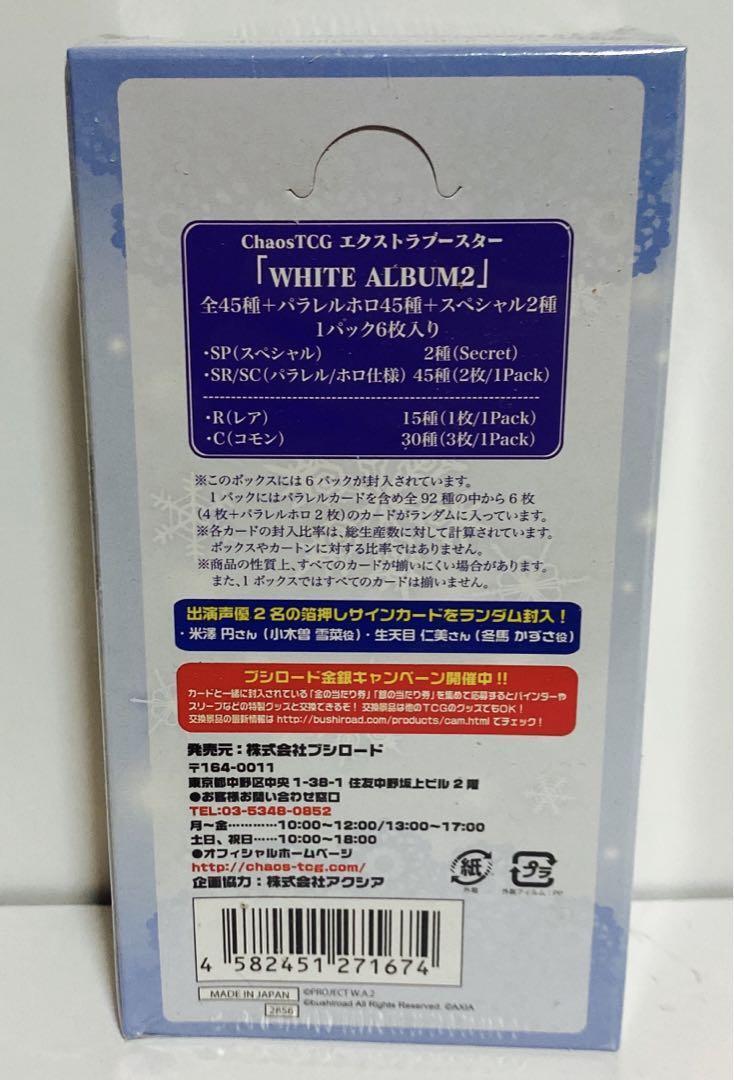 ChaosTCG エクストラブースター
「WHITE ALBUM2」
全45種＋パラレルホロ45種＋スペシャル2種
1パック6枚入り
・SP(スペシャル) 2種(Secret)
・SR/SC(パラレル/ホロ仕様) 45種(2枚/1Pack)
・R(レア) 15種(1枚/1Pack)
・C(コモン) 30種(3枚/1Pack)
※このボックスには6パックが封入されています。
1パックにはパラレルカードを含め全92種の中から6枚
(4枚＋パラレルホロ2枚)のカードがランダムに入っています。
※各カードの封入比率は、総生産数に対して計算されています。
ボックスやカートンに対する比率ではありません。
※商品の性質上、すべてのカードが揃いにくい場合があります。
また、1ボックスではすべてのカードは揃いません。
出演声優2名の箔押しサインカードをランダム封入！
・米澤 円さん(小木曽 雪菜役)・生天目 仁美さん(冬馬 かずさ役)
ブシロード金銀キャンペーン開催中!!
カードと一緒に封入されている「金の当たり券」「銀の当たり券」を集めて応募するとバインダーや
スリーブなどの特製グッズと交換できるぞ！ 交換景品は他のTCGのグッズでもOK！
交換景品の最新情報は http://bushiroad.com/products/cam.html でチェック！
発売元：株式会社ブシロード
〒164-0011
東京都中野区中央1-38-1 住友中野坂上ビル2階
●お客様お問い合わせ窓口
TEL:03-5348-0852
月〜金…………10:00〜12:00/13:00〜17:00
土日、祝日……10:00〜18:00
●オフィシャルホームページ
http://chaos-tcg.com/
企画協力：株式会社アクシア
紙
外箱
プラ
外装フィルム：PP
4 582451 271674
MADE IN JAPAN
2856
©PROJECT W.A.2
©bushiroad All Rights Reserved. ©AXIA